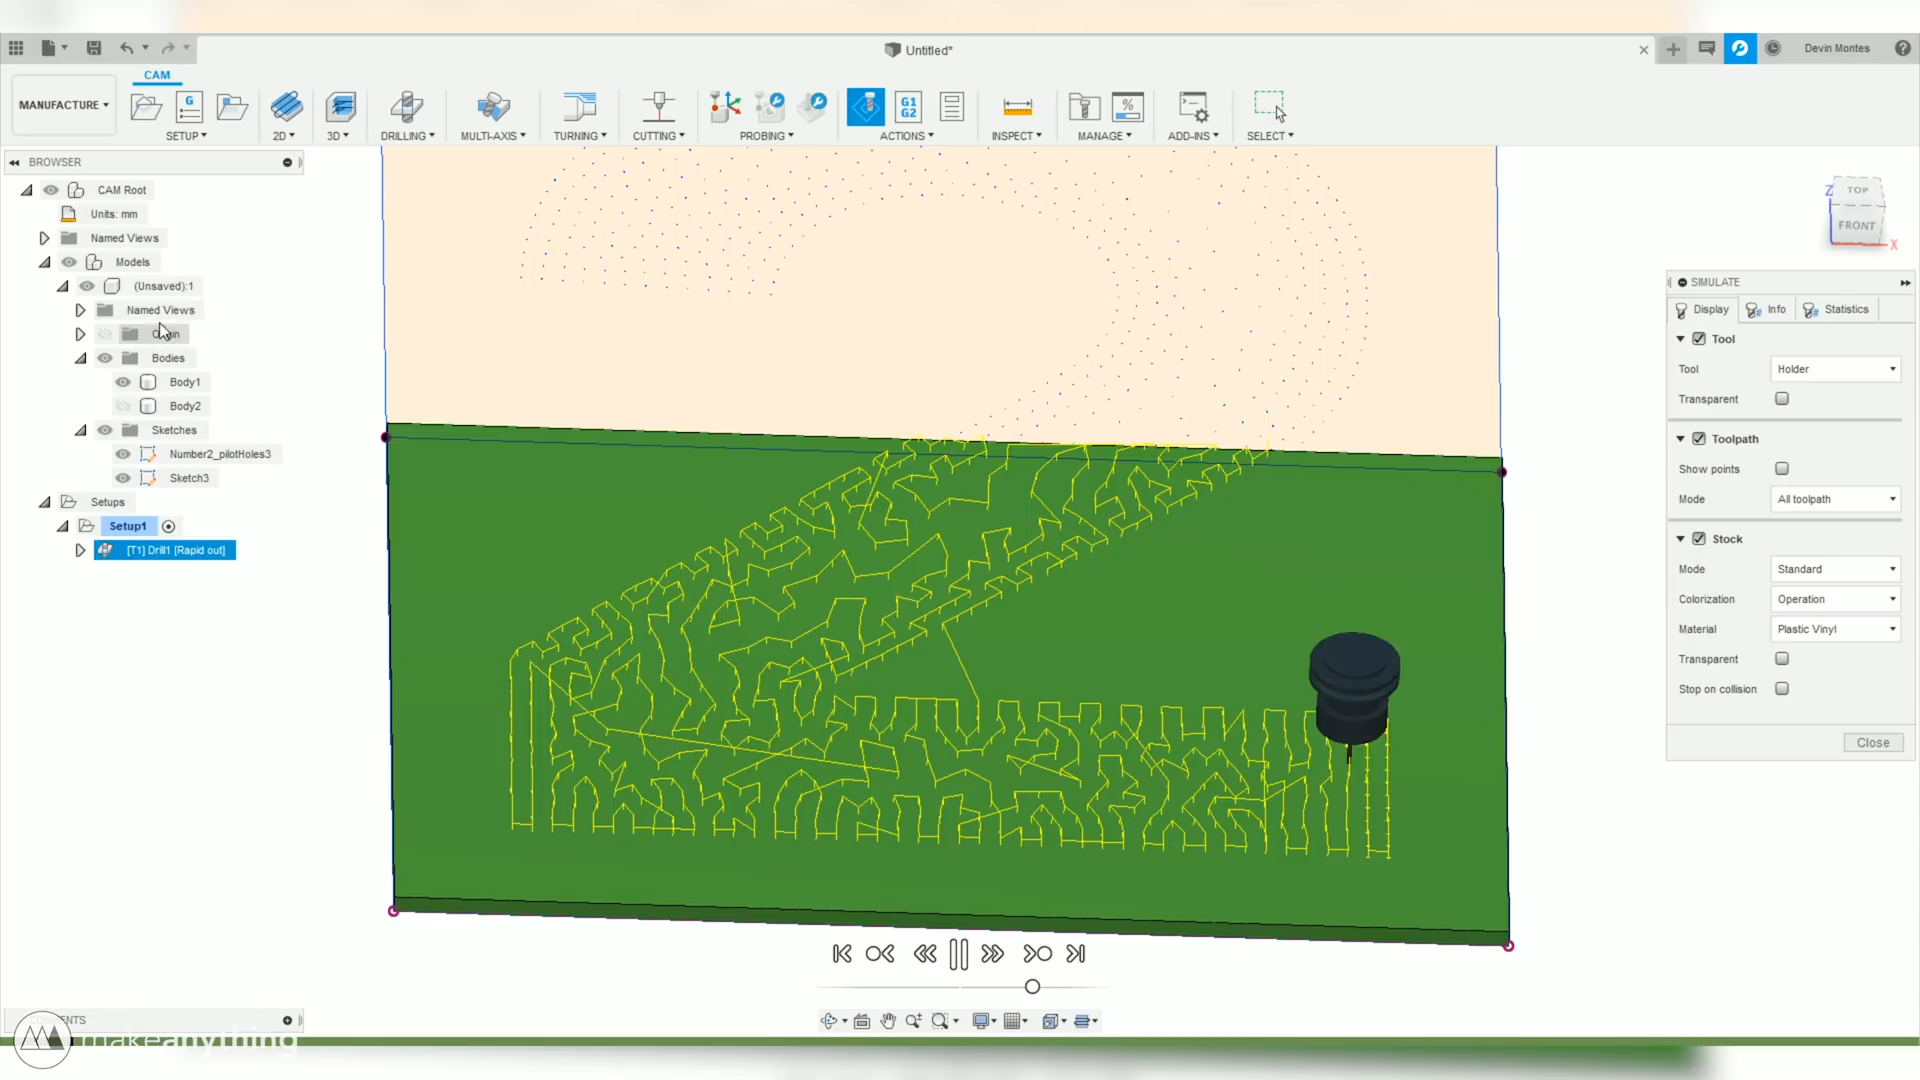 Untitled*
Devin Montes
CAM
MANUFACTURE
G
G1
G2
%
SETUP
2D
3D
DRILLING
MULTI-AXIS
TURNING
CUTTING
PROBING
ACTIONS
INSPECT
MANAGE
ADD-INS
SELECT
BROWSER
CAM Root
Units: mm
Named Views
Models
(Unsaved):1
Named Views
Bodies
Body1
Body2
Sketches
Number2_pilotHoles3
Sketch3
Setups
Setup1
[T1] Drill1 [Rapid out]
Z
TOP
FRONT
X
SIMULATE
Display
Info
Statistics
Tool
Tool
Holder
Transparent
Toolpath
Show points
Mode
All toolpath
Stock
Mode
Standard
Colorization
Operation
Material
Plastic Vinyl
Transparent
Stop on collision
Close
makeanything